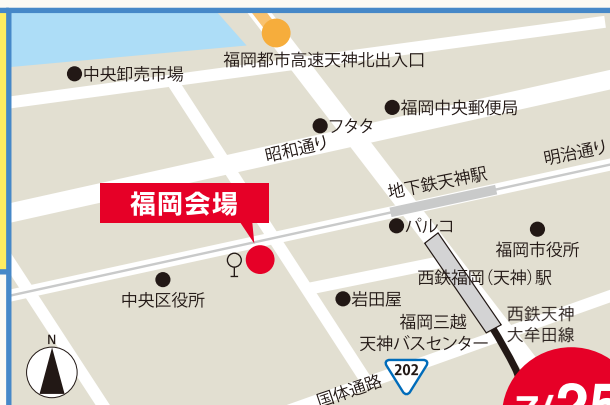 福岡都市高速天神北出入口
中央卸売市場
福岡中央郵便局
フタタ
昭和通り
明治通り
地下鉄天神駅
福岡会場
パルコ
福岡市役所
西鉄福岡(天神)駅
中央区役所
岩田屋
福岡三越
天神バスセンター
西鉄天神
大牟田線
N
202
国体通路
7/25